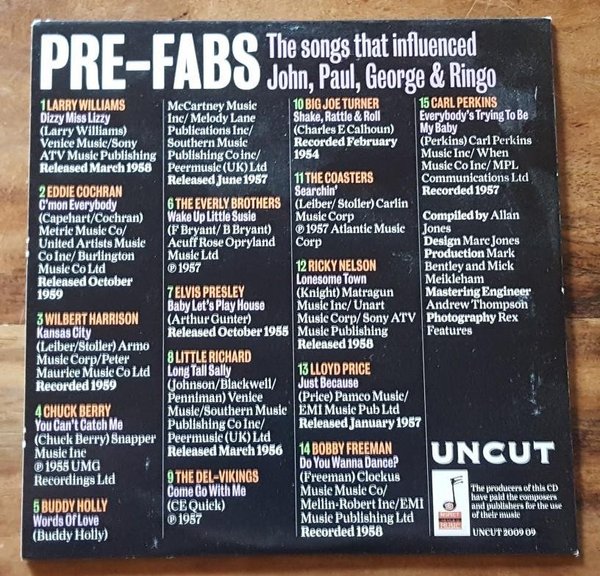 PRE-FABS
The songs that influenced
John, Paul, George & Ringo
1 LARRY WILLIAMS
Dizzy Miss Lizzy
(Larry Williams)
Venice Music/Sony
ATV Music Publishing
Released March 1958
2 EDDIE COCHRAN
C'mon Everybody
(Capehart/Cochran)
Metric Music Co/
United Artists Music
Co Inc/ Burlington
Music Co Ltd
Released October
1959
3 WILBERT HARRISON
Kansas City
(Leiber/Stoller) Armo
Music Corp/Peter
Maurice Music Co Ltd
Recorded 1959
4 CHUCK BERRY
You Can't Catch Me
(Chuck Berry) Snapper
Music Inc
℗ 1955 UMG
Recordings Ltd
5 BUDDY HOLLY
Words Of Love
(Buddy Holly)
McCartney Music
Inc/ Melody Lane
Publications Inc/
Southern Music
Publishing Co inc/
Peermusic (UK) Ltd
Released June 1957
6 THE EVERLY BROTHERS
Wake Up Little Susie
(F Bryant/ B Bryant)
Acuff Rose Opryland
Music Ltd
℗ 1957
7 ELVIS PRESLEY
Baby Let's Play House
(Arthur Gunter)
Released October 1955
8 LITTLE RICHARD
Long Tall Sally
(Johnson/Blackwell/
Penniman) Venice
Music/Southern Music
Publishing Co Inc/
Peermusic (UK) Ltd
Released March 1956
9 THE DEL-VIKINGS
Come Go With Me
(CE Quick)
℗ 1957
10 BIG JOE TURNER
Shake, Rattle & Roll
(Charles E Calhoun)
Recorded February
1954
11 THE COASTERS
Searchin'
(Leiber/ Stoller) Carlin
Music Corp
℗ 1957 Atlantic Music
Corp
12 RICKY NELSON
Lonesome Town
(Knight) Matragun
Music Inc/ Unart
Music Corp/ Sony ATV
Music Publishing
Released 1958
13 LLOYD PRICE
Just Because
(Price) Pamco Music/
EMI Music Pub Ltd
Released January 1957
14 BOBBY FREEMAN
Do You Wanna Dance?
(Freeman) Clockus
Music Music Co/
Mellin-Robert Inc/EMI
Music Publishing Ltd
Recorded 1958
15 CARL PERKINS
Everybody's Trying To Be
My Baby
(Perkins) Carl Perkins
Music Inc/ When
Music Co Inc/ MPL
Communications Ltd
Recorded 1957
Compiled by Allan
Jones
Design Marc Jones
Production Mark
Bentley and Mick
Meikleham
Mastering Engineer
Andrew Thompson
Photography Rex
Features
UNCUT
RESPECT
MUSIC
The producers of this CD
have paid the composers
and publishers for the use
of their music
UNCUT 2009 09